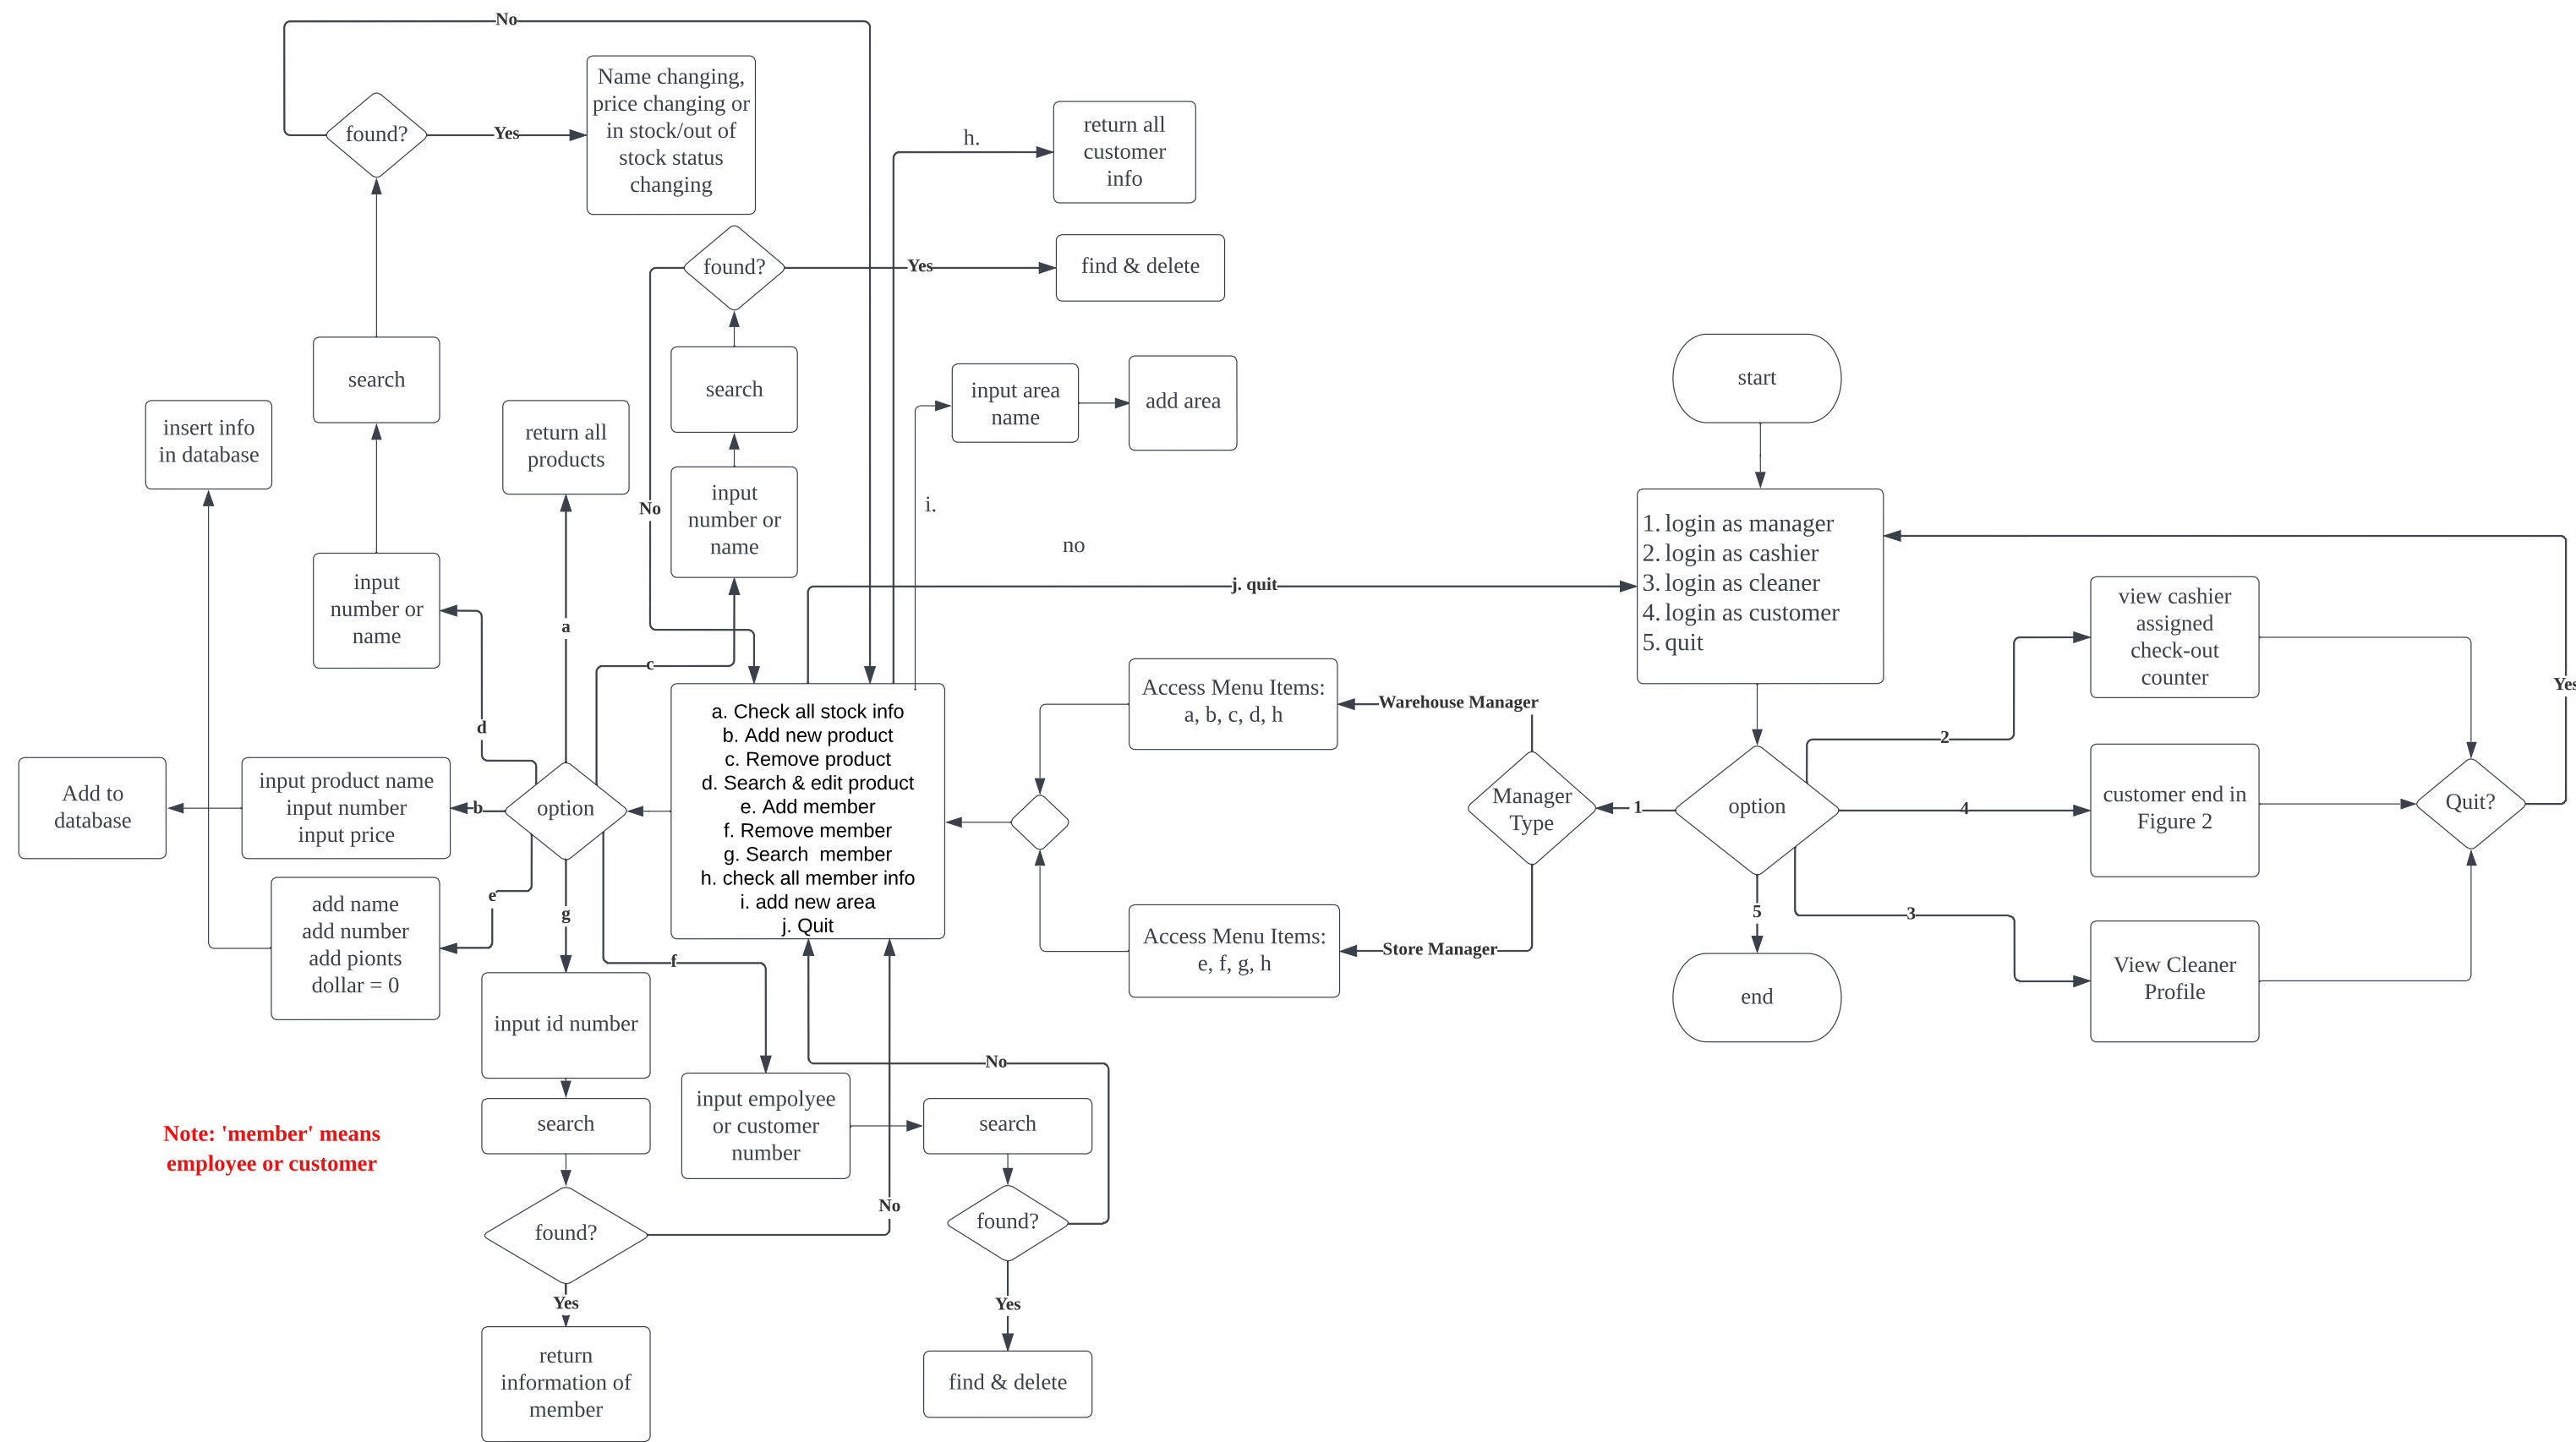 No
Name changing,
price changing or
in stock/out of
stock status
changing
found?
Yes
h.
return all
customer
info
found?
Yes
find & delete
search
search
input area
name
add area
start
insert info
in database
return all
products
No
input
number or
name
i.
no
1. login as manager
2. login as cashier
3. login as cleaner
4. login as customer
5. quit
input
number or
name
a
c
j. quit
view cashier
assigned
check-out
counter
Yes
d
a. Check all stock info
b. Add new product
c. Remove product
d. Search & edit product
e. Add member
f. Remove member
g. Search  member
h. check all member info
i. add new area
j. Quit
Access Menu Items:
a, b, c, d, h
Warehouse Manager
2
Add to
database
input product name
input number
input price
b
option
Manager
Type
1
option
4
customer end in
Figure 2
Quit?
e
add name
add number
add pionts
dollar = 0
g
f
Access Menu Items:
e, f, g, h
Store Manager
5
3
end
View Cleaner
Profile
input id number
No
input empolyee
or customer
number
search
search
Note: 'member' means
employee or customer
No
found?
found?
Yes
Yes
return
information of
member
find & delete